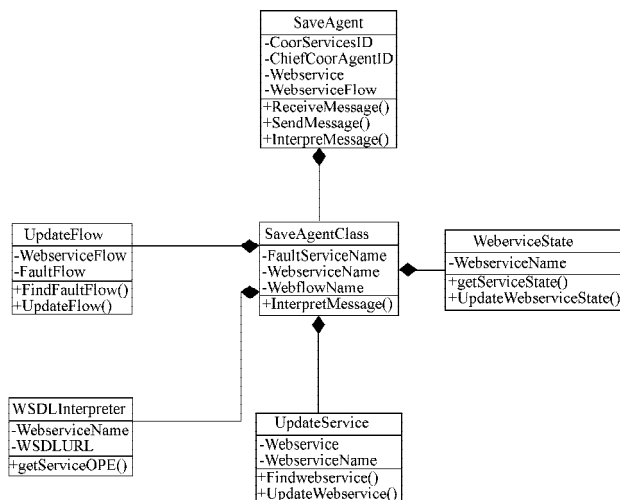 SaveAgent
-CoorServicesID
-ChiefCoorAgentID
-Webservice
-WebserviceFlow
+ReceiveMessage()
+SendMessage()
+InterpreMessage()
UpdateFlow
-WebserviceFlow
-FaultFlow
+FindFaultFlow()
+UpdateFlow()
SaveAgentClass
-FaultServiceName
-WebserviceName
-WebflowName
+InterpretMessage()
WeberviceState
-WebserviceName
+getServiceState()
+UpdateWebserviceState()
WSDLInterpreter
-WebserviceName
-WSDLURL
+getServiceOPE()
UpdateService
-Webservice
-WebserviceName
+Findwebservice()
+UpdateWebservice()